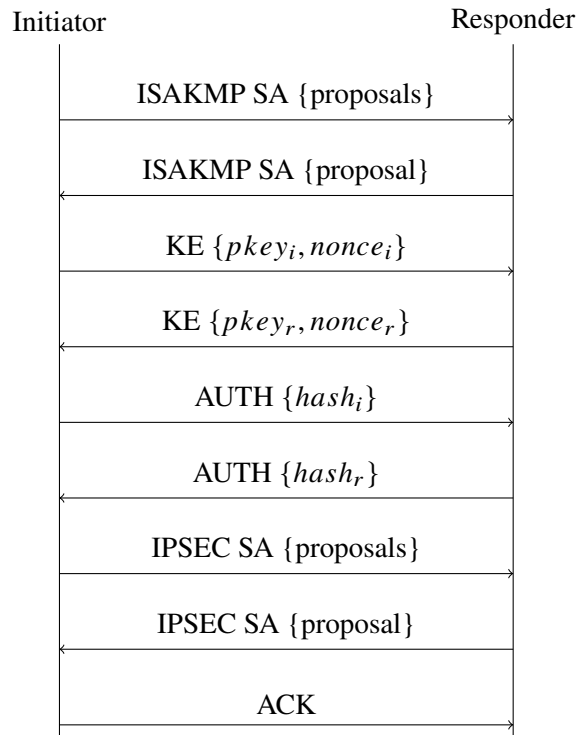 Initiator Responder
ISAKMP SA {proposals}
ISAKMP SA {proposal}
KE {pkey_i, nonce_i}
KE {pkey_r, nonce_r}
AUTH {hash_i}
AUTH {hash_r}
IPSEC SA {proposals}
IPSEC SA {proposal}
ACK